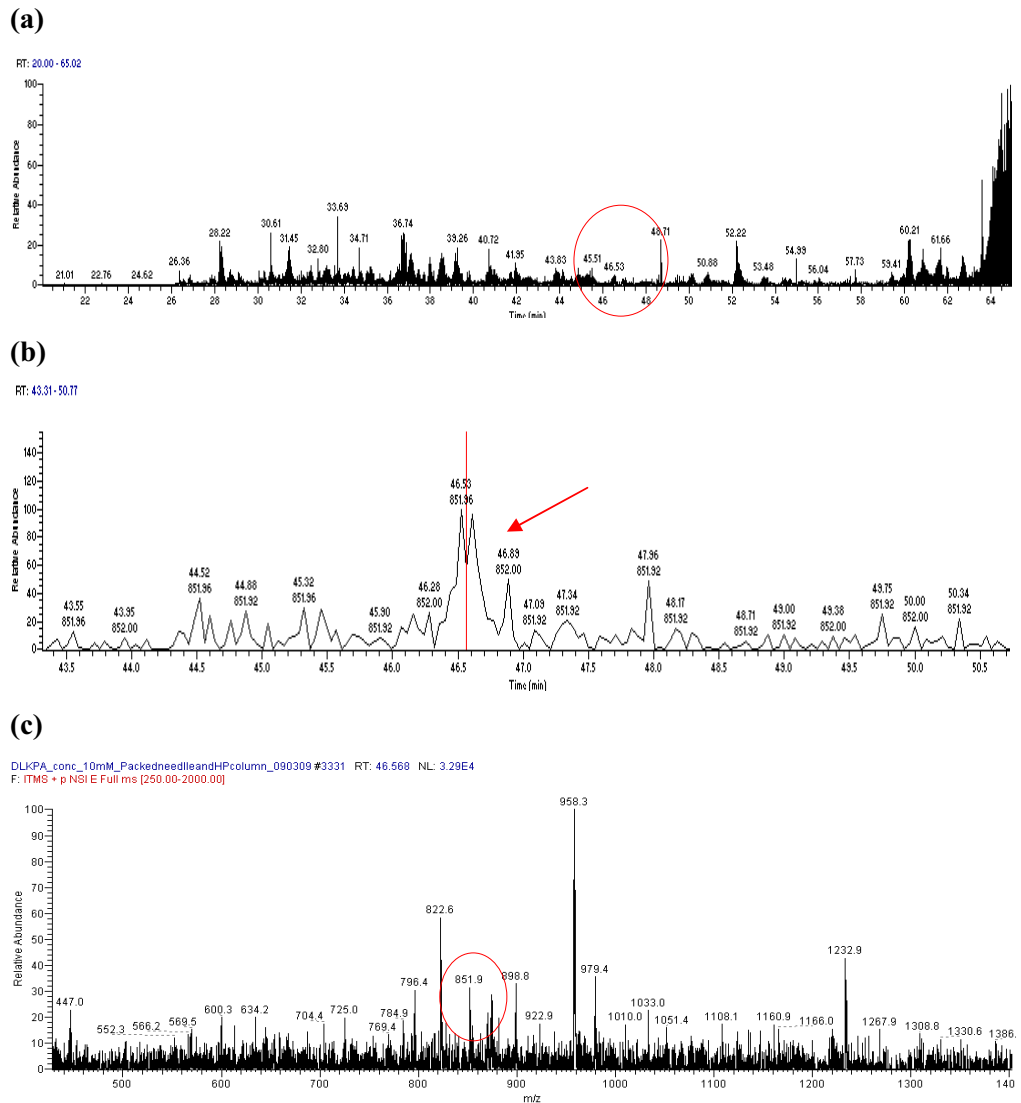 (a)
RT: 20.00 - 65.02
Relative Abundance
100
80
60
40
20
0
21.01 22.76 24.62 26.36 28.22 30.61 31.45 32.80 33.69 34.71 36.74 39.26 40.72 41.95 43.83 45.51 46.53 48.71 50.88 52.22 53.48 54.99 56.04 57.73 59.41 60.21 61.66
22 24 26 28 30 32 34 36 38 40 42 44 46 48 50 52 54 56 58 60 62 64
Time (min)
(b)
RT: 43.31 - 50.77
Relative Abundance
140
120
100
80
60
40
20
0
43.55 43.95 44.52 44.88 45.32 45.90 46.28 46.53 46.89 47.09 47.34 47.96 48.17 48.71 49.00 49.38 49.75 50.00 50.34
851.96 852.00 851.96 851.92 851.96 851.92 852.00 851.96 852.00 851.92 851.92 851.92 851.92 851.92 851.92 852.00 851.92 852.00 851.92
43.5 44.0 44.5 45.0 45.5 46.0 46.5 47.0 47.5 48.0 48.5 49.0 49.5 50.0 50.5
Time (min)
(c)
DLKPA_conc_10mM_PackedneedleandHPcolumn_090309 #3331 RT: 46.568 NL: 3.29E4
F: ITMS + p NSI E Full ms [250.00-2000.00]
Relative Abundance
100
90
80
70
60
50
40
30
20
10
0
447.0 552.3 566.2 569.5 600.3 634.2 704.4 725.0 769.4 784.9 796.4 822.6 851.9 898.8 922.9 958.3 979.4 1010.0 1033.0 1051.4 1108.1 1160.9 1166.0 1232.9 1267.9 1308.8 1330.6 1386.
500 600 700 800 900 1000 1100 1200 1300 140
m/z